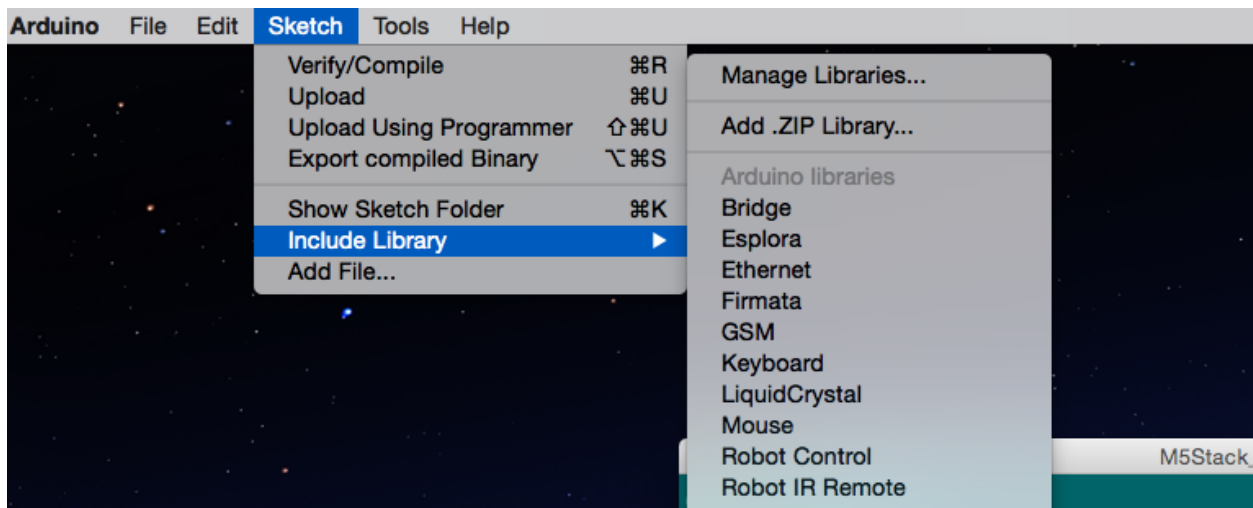 Arduino File Edit Sketch Tools Help
Verify/Compile ⌘R
Upload ⌘U
Upload Using Programmer ⇧⌘U
Export compiled Binary ⌥⌘S
Show Sketch Folder ⌘K
Include Library ▶
Add File...
Manage Libraries...
Add .ZIP Library...
Arduino libraries
Bridge
Esplora
Ethernet
Firmata
GSM
Keyboard
LiquidCrystal
Mouse
Robot Control
Robot IR Remote
M5Stack_